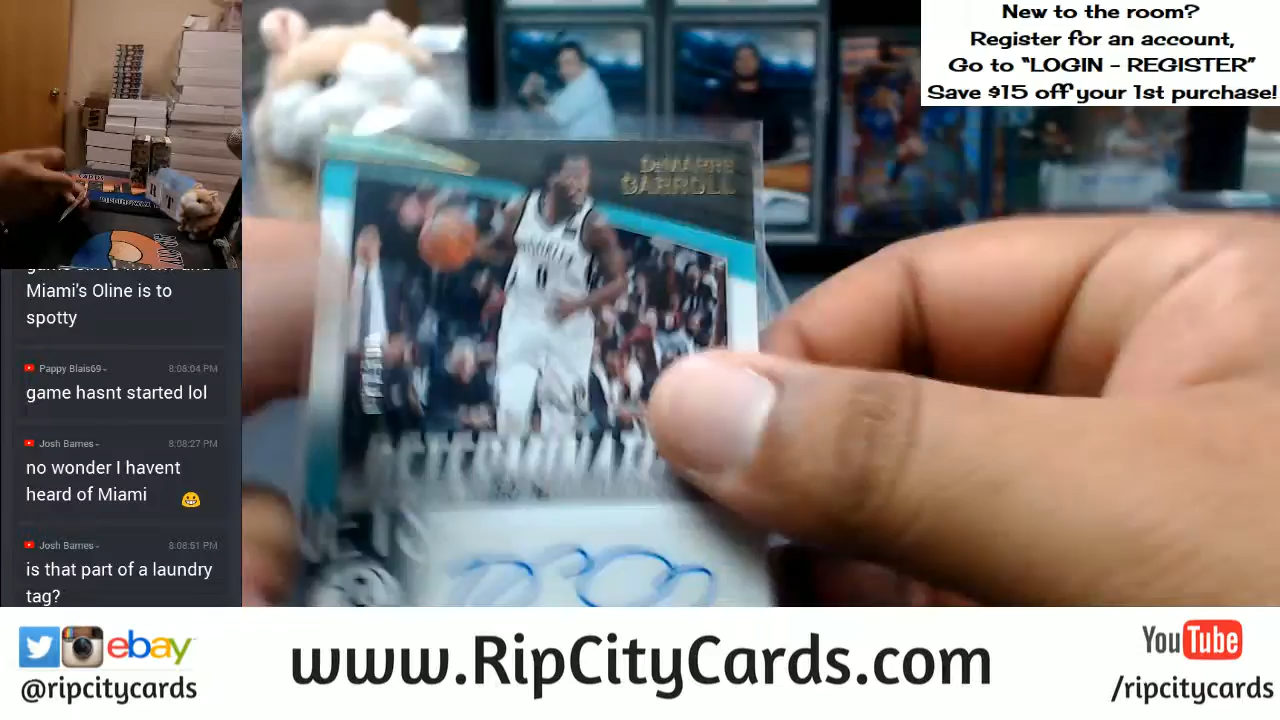 New to the room?
Register for an account,
Go to “LOGIN - REGISTER”
Save $15 off your 1st purchase!
DeMARRE
CARROLL
BROOKLYN
Miami's Oline is to
spotty
Pappy Blais69
8:08:04 PM
game hasnt started lol
Josh Barnes
8:08:27 PM
no wonder I havent
heard of Miami
Josh Barnes
8:08:51 PM
is that part of a laundry
tag?
ebay
@ripcitycards
www.RipCityCards.com
YouTube
/ripcitycards